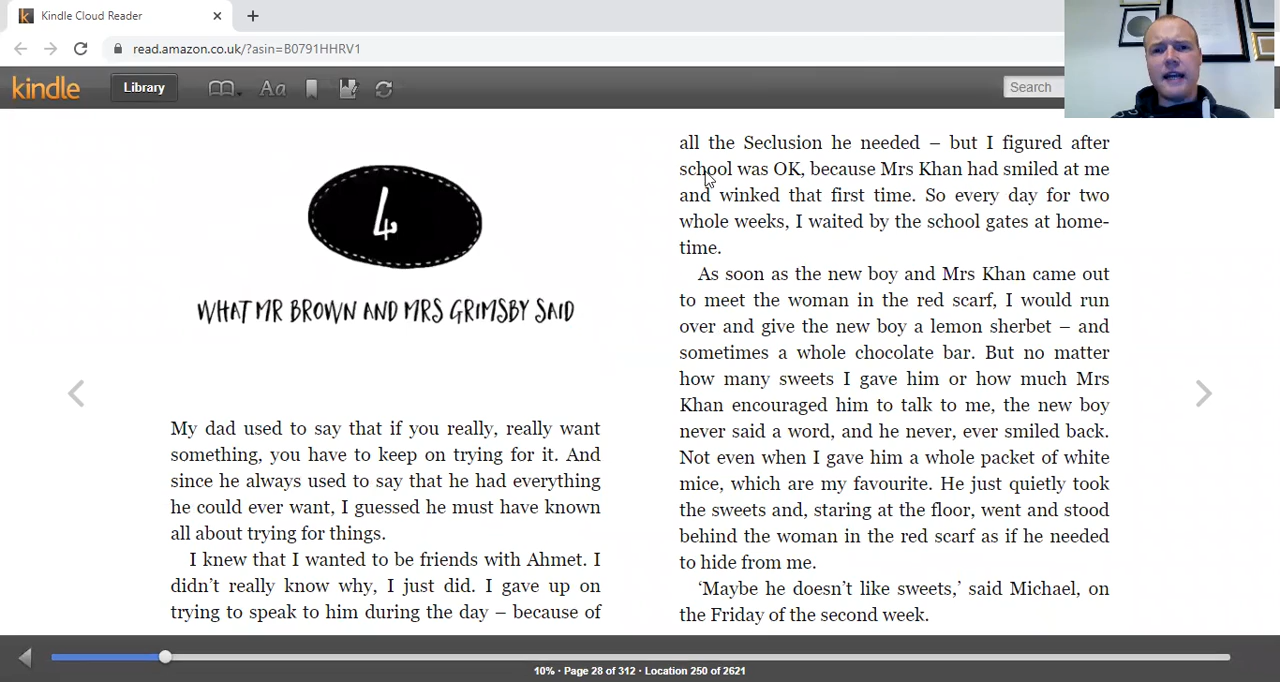 Kindle Cloud Reader
read.amazon.co.uk/?asin=B0791HHRV1
kindle
Library
Aa
Search
4
WHAT MR BROWN AND MRS GRIMSBY SAID
My dad used to say that if you really, really want
something, you have to keep on trying for it. And
since he always used to say that he had everything
he could ever want, I guessed he must have known
all about trying for things.
I knew that I wanted to be friends with Ahmet. I
didn't really know why, I just did. I gave up on
trying to speak to him during the day – because of
all the Seclusion he needed – but I figured after
school was OK, because Mrs Khan had smiled at me
and winked that first time. So every day for two
whole weeks, I waited by the school gates at home-
time.
As soon as the new boy and Mrs Khan came out
to meet the woman in the red scarf, I would run
over and give the new boy a lemon sherbet – and
sometimes a whole chocolate bar. But no matter
how many sweets I gave him or how much Mrs
Khan encouraged him to talk to me, the new boy
never said a word, and he never, ever smiled back.
Not even when I gave him a whole packet of white
mice, which are my favourite. He just quietly took
the sweets and, staring at the floor, went and stood
behind the woman in the red scarf as if he needed
to hide from me.
'Maybe he doesn't like sweets,' said Michael, on
the Friday of the second week.
10% · Page 28 of 312 · Location 250 of 2621